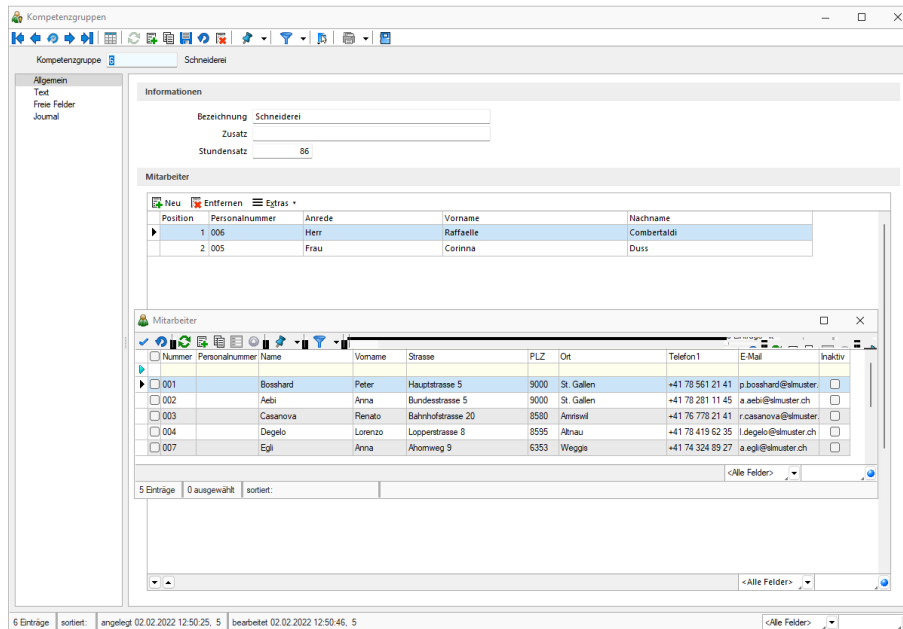 Kompetenzgruppen
Kompetenzgruppe 6 Schneiderei
Allgemein
Text
Freie Felder
Journal
Informationen
Bezeichnung Schneiderei
Zusatz
Stundensatz 86
Mitarbeiter
Neu Entfernen Extras
Position Personalnummer Anrede Vorname Nachname
1 006 Herr Raffaelle Combertaldi
2 005 Frau Corinna Duss
Mitarbeiter
Nummer Personalnummer Name Vorname Strasse PLZ Ort Telefon1 E-Mail Inaktiv
001 Bosshard Peter Hauptstrasse 5 9000 St. Gallen +41 78 561 21 41 p.bosshard@slmuster.
002 Aebi Anna Bundesstrasse 5 9000 St. Gallen +41 78 281 11 45 a.aebi@slmuster.ch
003 Casanova Renato Bahnhofstrasse 20 8580 Amriswil +41 76 778 21 41 r.casanova@slmuster.
004 Degelo Lorenzo Lopperstrasse 8 8595 Altnau +41 78 419 62 35 l.degelo@slmuster.ch
007 Egli Anna Ahornweg 9 6353 Weggis +41 74 324 89 27 a.egli@slmuster.ch
<Alle Felder>
5 Einträge 0 ausgewählt sortiert:
<Alle Felder>
6 Einträge sortiert: angelegt 02.02.2022 12:50:25, 5 bearbeitet 02.02.2022 12:50:46, 5 <Alle Felder>